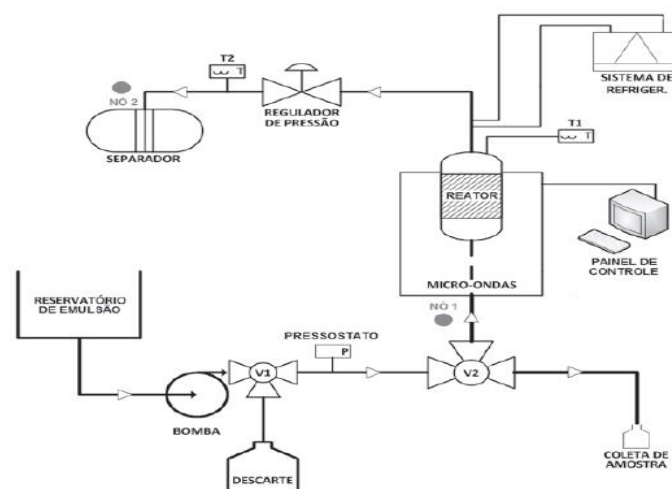 SISTEMA DE
REFRIGER.
T2
T
NÓ 2
REGULADOR
DE PRESSÃO
SEPARADOR
T1
T
REATOR
PAINEL DE
CONTROLE
MICRO-ONDAS
NÓ 1
RESERVATÓRIO
DE EMULSÃO
PRESSOSTATO
P
V1
V2
BOMBA
DESCARTE
COLETA DE
AMOSTRA